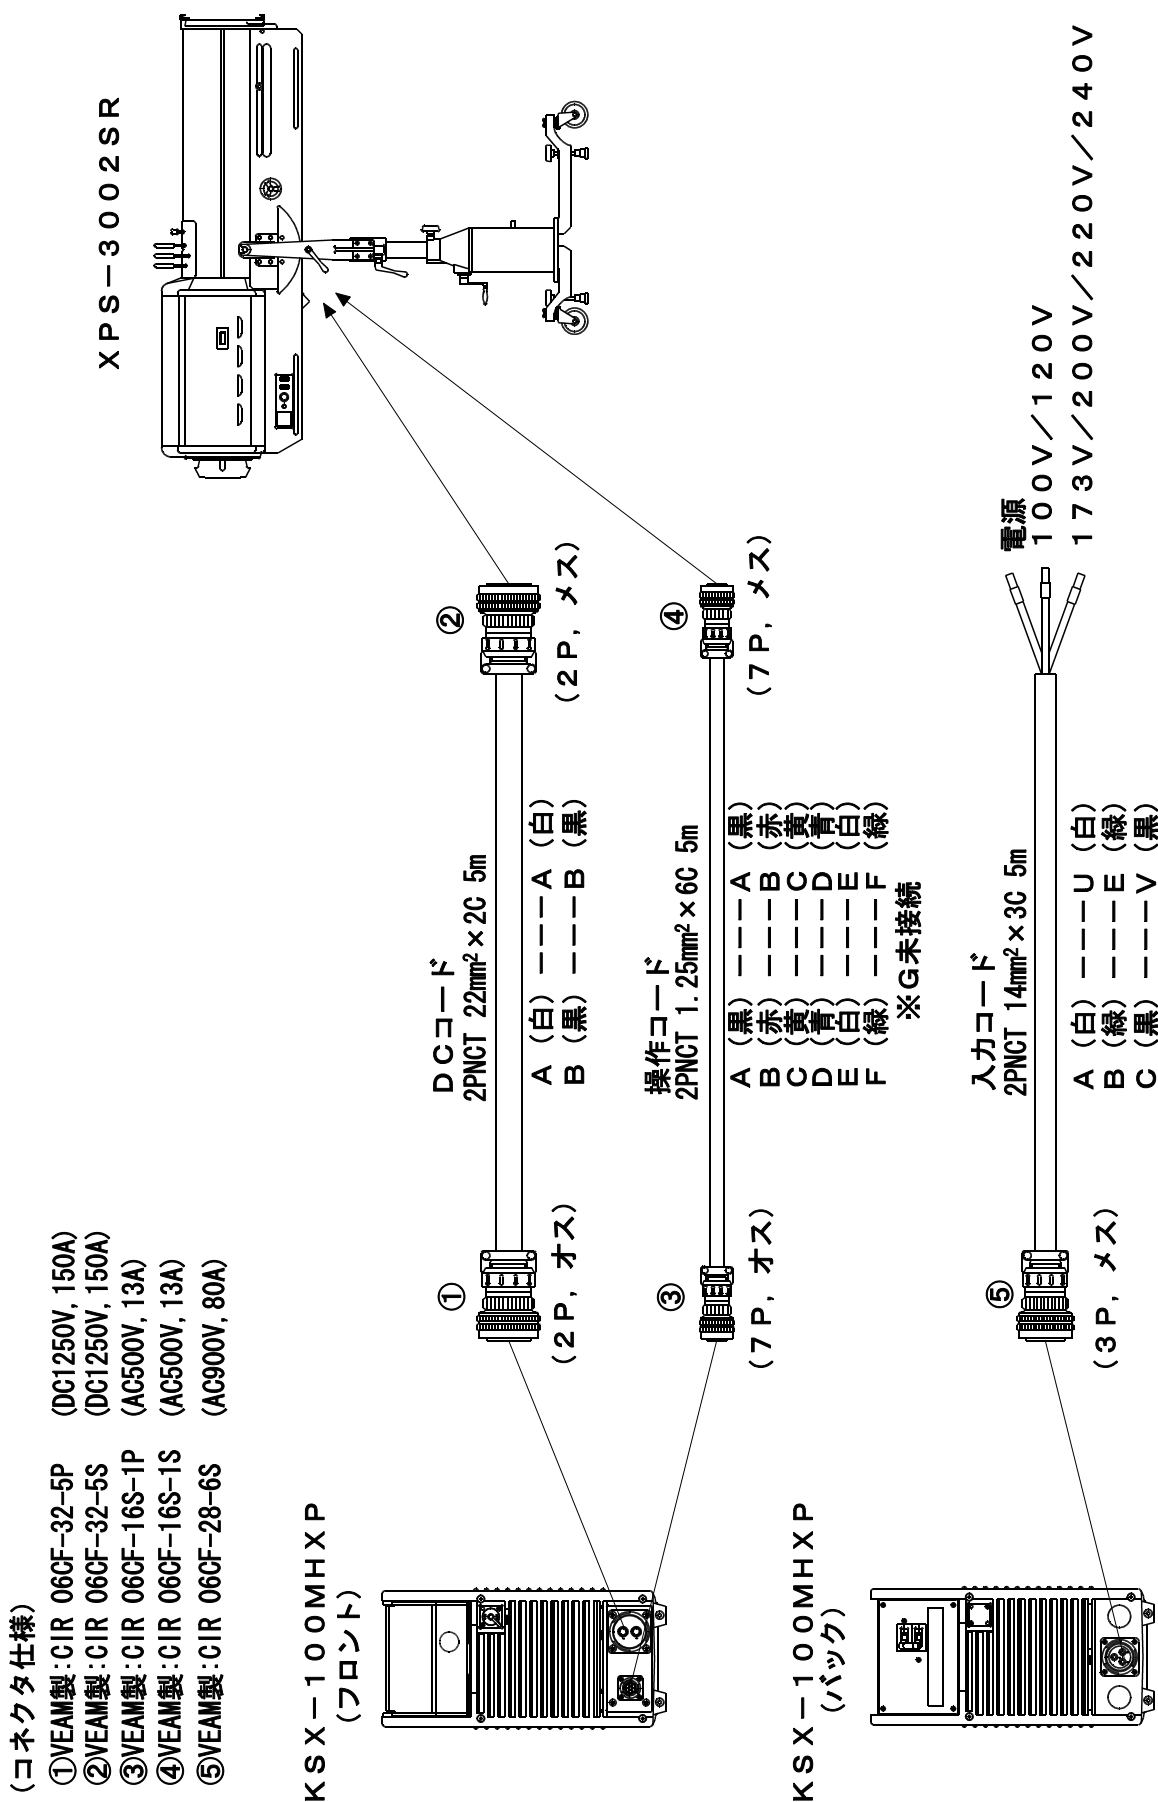 (コネクタ仕様)
①VEAM製:CIR 06CF-32-5P (DC1250V,150A)
②VEAM製:CIR 06CF-32-5S (DC1250V,150A)
③VEAM製:CIR 06CF-16S-1P (AC500V,13A)
④VEAM製:CIR 06CF-16S-1S (AC500V,13A)
⑤VEAM製:CIR 06CF-28-6S (AC900V,80A)
XPS-3002SR
KSX-100MHXP
(フロント)
①
(2P, オス)
DCコード
2PNCT 22mm²×2C 5m
A (白) ---- A (白)
B (黒) ---- B (黒)
②
(2P, メス)
③
(7P, オス)
操作コード
2PNCT 1.25mm²×6C 5m
A (黒) ---- A (黒)
B (赤) ---- B (赤)
C (黄) ---- C (黄)
D (青) ---- D (青)
E (白) ---- E (白)
F (緑) ---- F (緑)
※G未接続
④
(7P, メス)
KSX-100MHXP
(バック)
⑤
(3P, メス)
入力コード
2PNCT 14mm²×3C 5m
A (白) ---- U (白)
B (緑) ---- E (緑)
C (黒) ---- V (黒)
電源
100V/120V
173V/200V/220V/240V